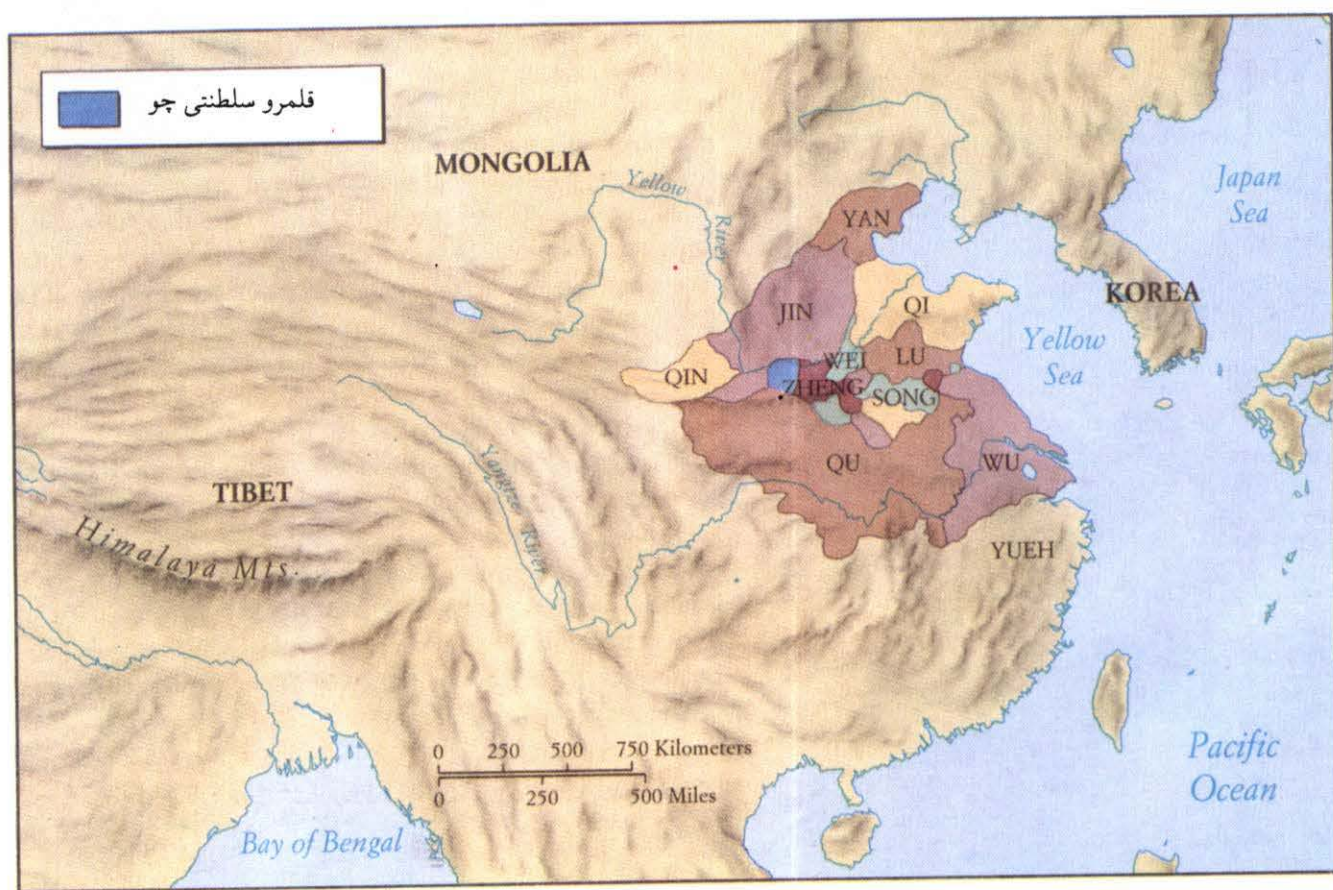 قلمرو سلطنتی چو
MONGOLIA
Yellow
River
Japan
Sea
YAN
KOREA
JIN
QI
Yellow
Sea
WEI
LU
QIN
ZHENG
SONG
QU
WU
TIBET
Yangtze River
Himalaya Mts.
YUEH
0 250 500 750 Kilometers
0 250 500 Miles
Pacific
Ocean
Bay of Bengal